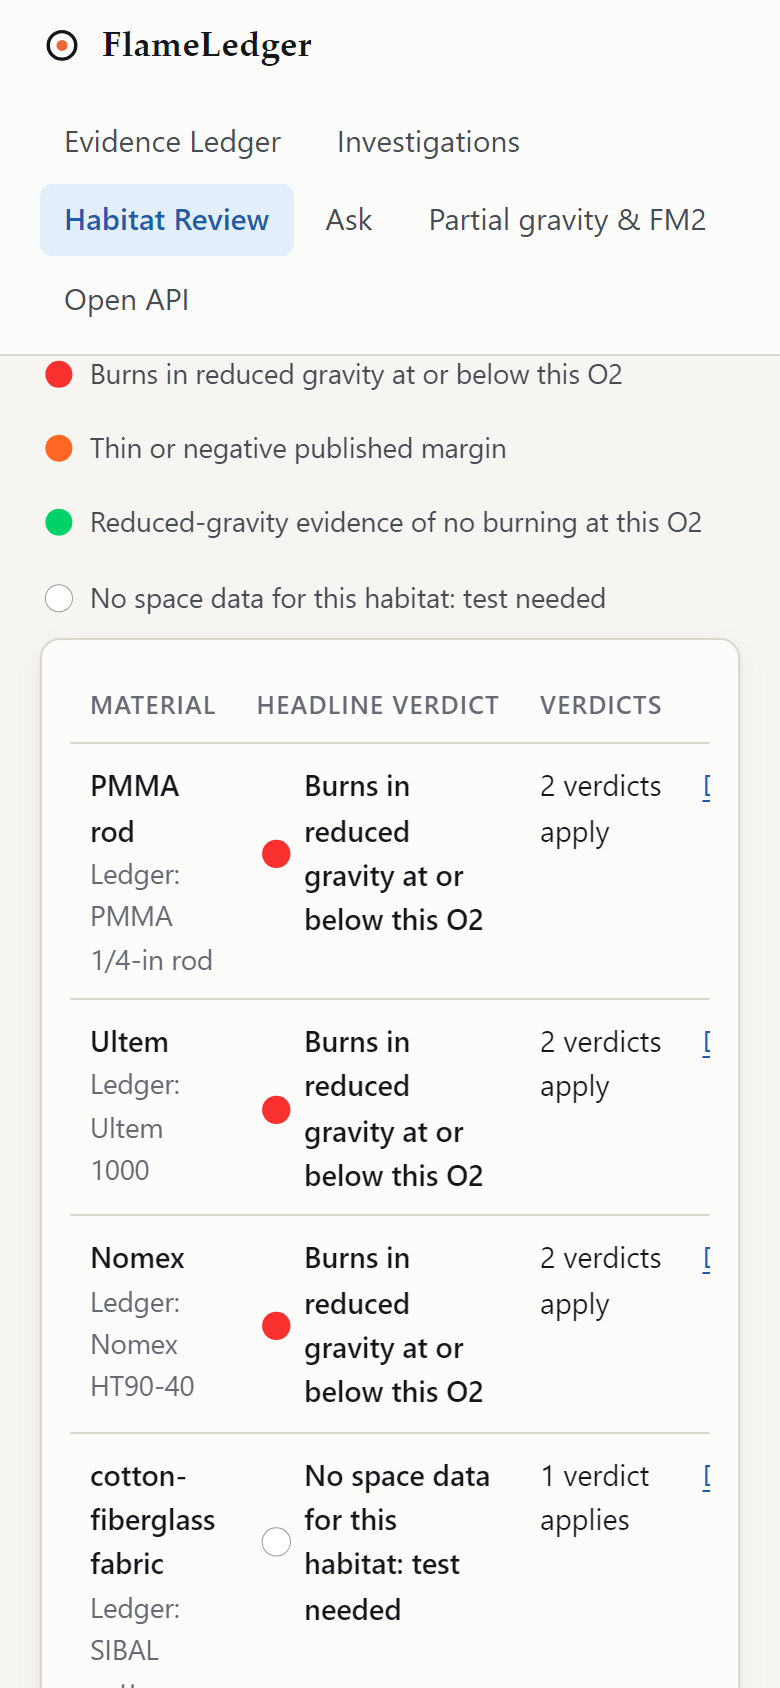 FlameLedger
Evidence Ledger Investigations
Habitat Review Ask Partial gravity & FM2
Open API
Burns in reduced gravity at or below this O2
Thin or negative published margin
Reduced-gravity evidence of no burning at this O2
No space data for this habitat: test needed
MATERIAL HEADLINE VERDICT VERDICTS
PMMA
rod
Ledger:
PMMA
1/4-in rod
Burns in
reduced
gravity at or
below this O2
2 verdicts
apply
Ultem
Ledger:
Ultem
1000
Burns in
reduced
gravity at or
below this O2
2 verdicts
apply
Nomex
Ledger:
Nomex
HT90-40
Burns in
reduced
gravity at or
below this O2
2 verdicts
apply
cotton-
fiberglass
fabric
Ledger:
SIBAL
No space data
for this
habitat: test
needed
1 verdict
applies